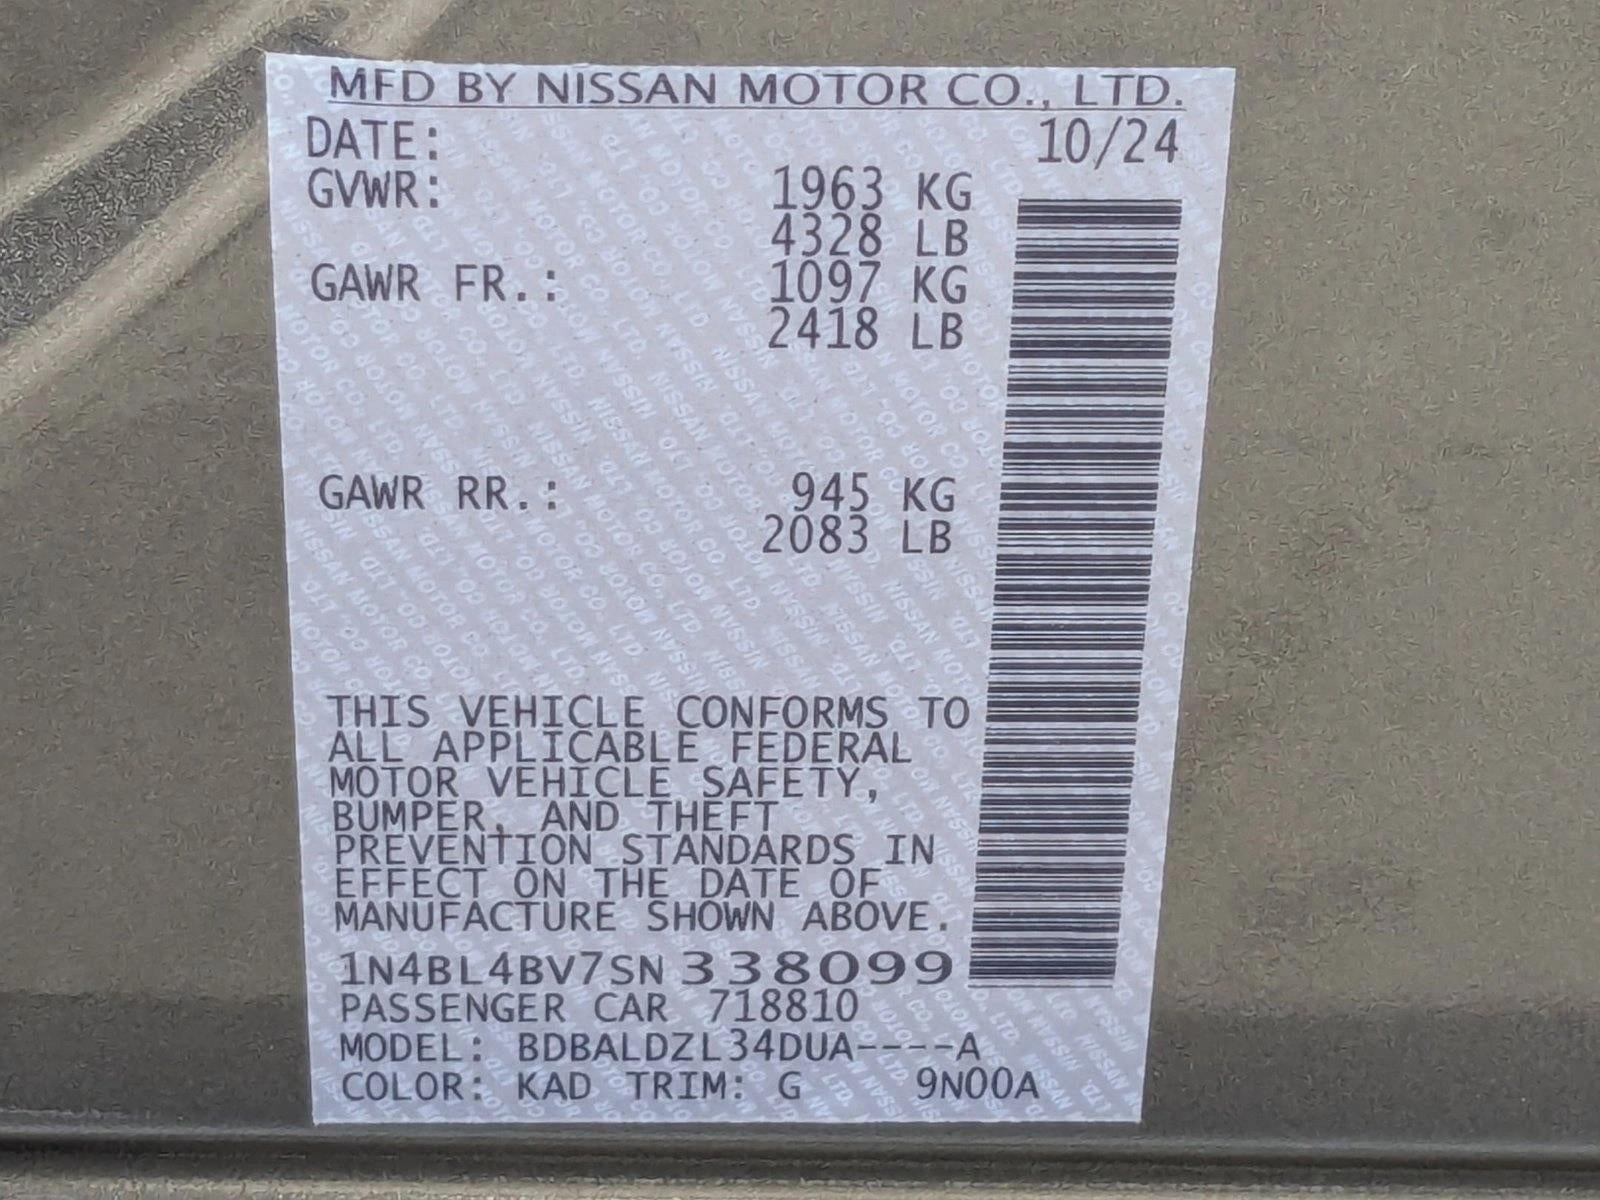 MFD BY NISSAN MOTOR CO., LTD.
DATE: 10/24
GVWR: 1963 KG
4328 LB
GAWR FR.: 1097 KG
2418 LB
GAWR RR.: 945 KG
2083 LB
THIS VEHICLE CONFORMS TO
ALL APPLICABLE FEDERAL
MOTOR VEHICLE SAFETY,
BUMPER, AND THEFT
PREVENTION STANDARDS IN
EFFECT ON THE DATE OF
MANUFACTURE SHOWN ABOVE.
1N4BL4BV7SN338099
PASSENGER CAR 718810
MODEL: BDBALDZL34DUA----A
COLOR: KAD TRIM: G 9N00A